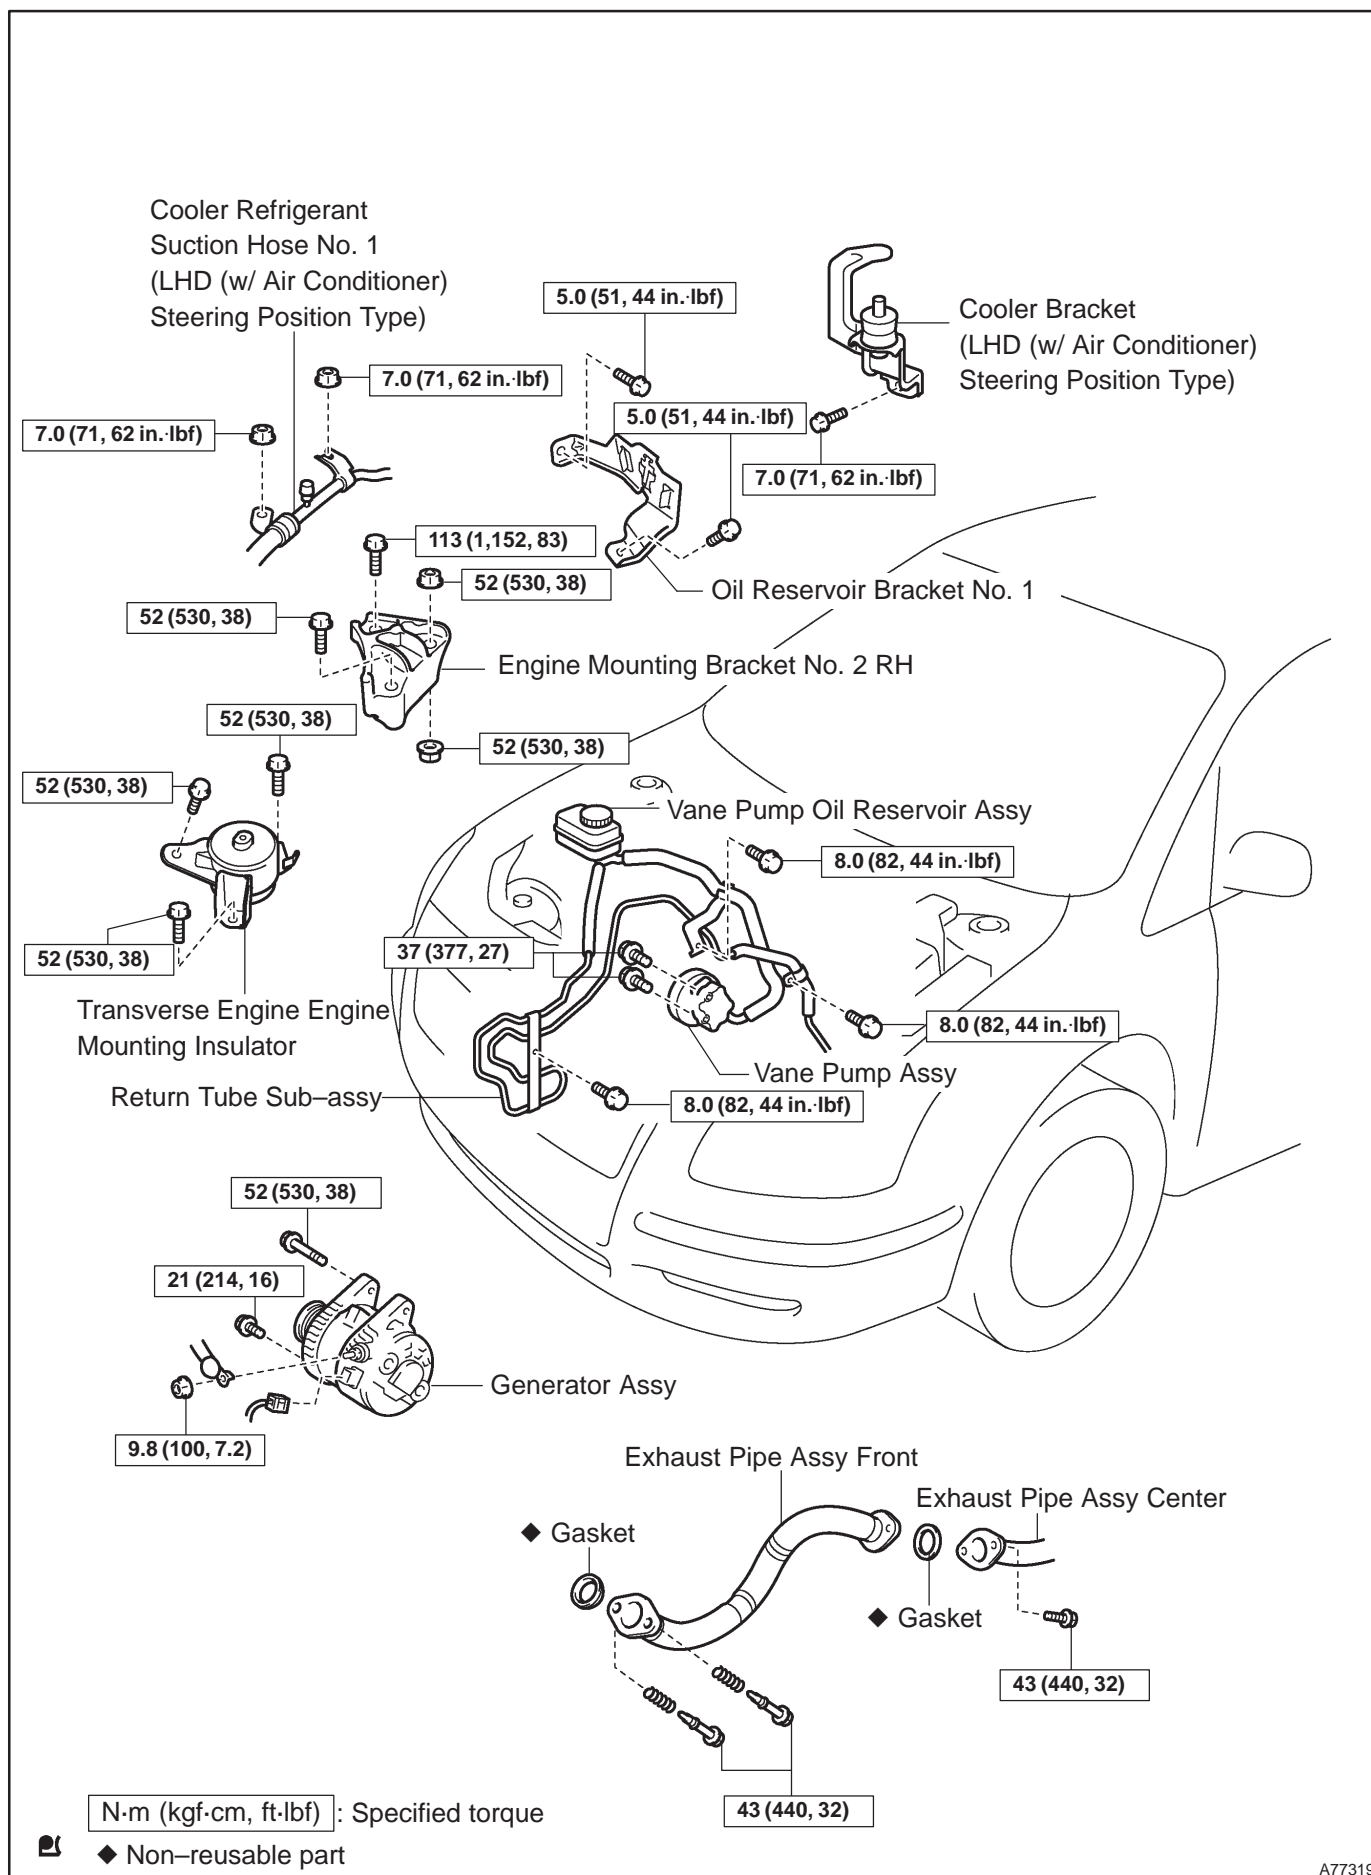 Cooler Refrigerant
Suction Hose No. 1
(LHD (w/ Air Conditioner)
Steering Position Type)
5.0 (51, 44 in.·lbf)
Cooler Bracket
(LHD (w/ Air Conditioner)
Steering Position Type)
7.0 (71, 62 in.·lbf)
5.0 (51, 44 in.·lbf)
7.0 (71, 62 in.·lbf)
7.0 (71, 62 in.·lbf)
113 (1,152, 83)
52 (530, 38)
Oil Reservoir Bracket No. 1
52 (530, 38)
Engine Mounting Bracket No. 2 RH
52 (530, 38)
52 (530, 38)
52 (530, 38)
Vane Pump Oil Reservoir Assy
8.0 (82, 44 in.·lbf)
37 (377, 27)
52 (530, 38)
Transverse Engine Engine
Mounting Insulator
8.0 (82, 44 in.·lbf)
Vane Pump Assy
Return Tube Sub–assy
8.0 (82, 44 in.·lbf)
52 (530, 38)
21 (214, 16)
Generator Assy
9.8 (100, 7.2)
Exhaust Pipe Assy Front
Exhaust Pipe Assy Center
◆ Gasket
◆ Gasket
43 (440, 32)
43 (440, 32)
N·m (kgf·cm, ft·lbf) : Specified torque
◆ Non–reusable part
A77319